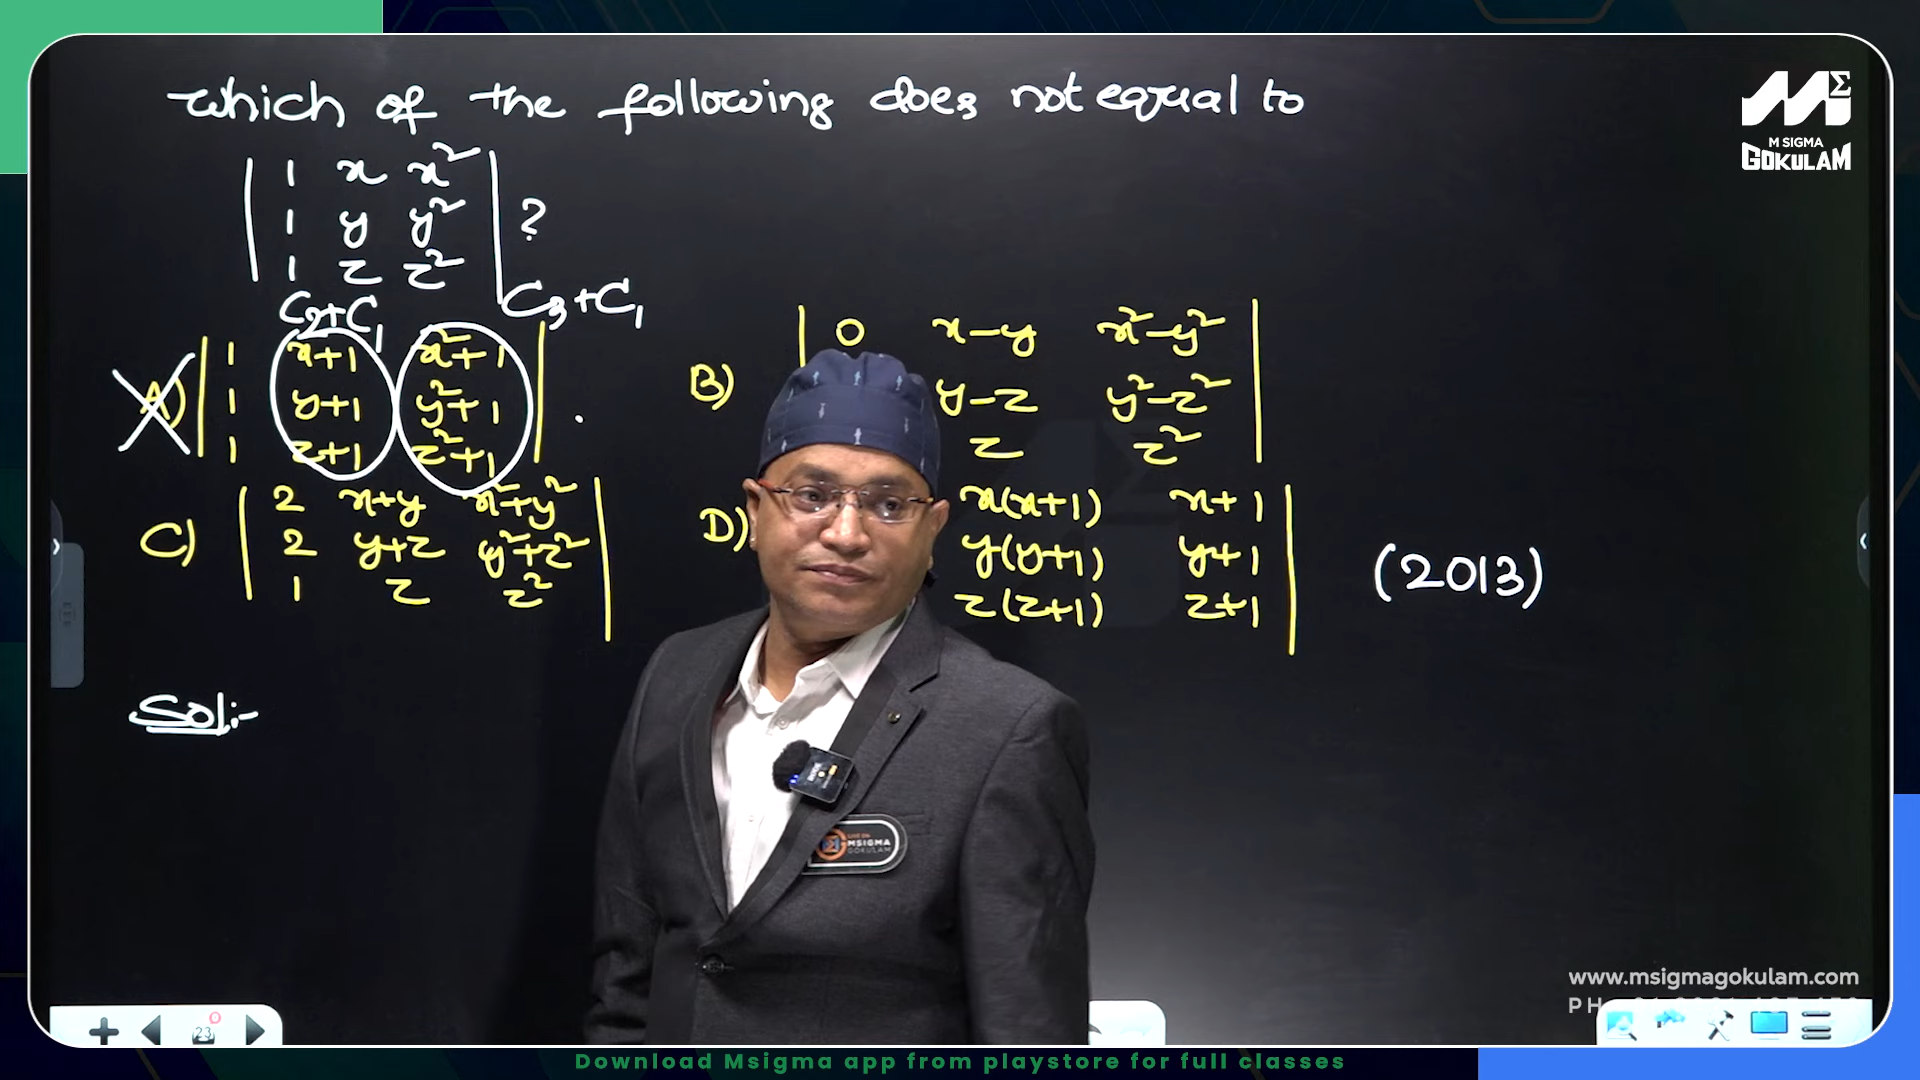 Which of the following does not equal to
| 1 x x² |
| 1 y y² | ?
| 1 z z² |
C₂+C₁ C₃+C₁
A) | 1 x+1 x²+1 |
| 1 y+1 y²+1 | .
| 1 z+1 z²+1 |
B) | 0 x-y x²-y² |
y-z y²-z² |
z z² |
C) | 2 x+y x²+y² |
| 2 y+z y²+z² |
| 1 z z² |
D) x(x+1) x+1 |
y(y+1) y+1 |
z(z+1) z+1 |
(2013)
Sol:-
M Σ
M SIGMA
GOKULAM
MSIGMA
GOKULAM
www.msigmagokulam.com
23
Download Msigma app from playstore for full classes